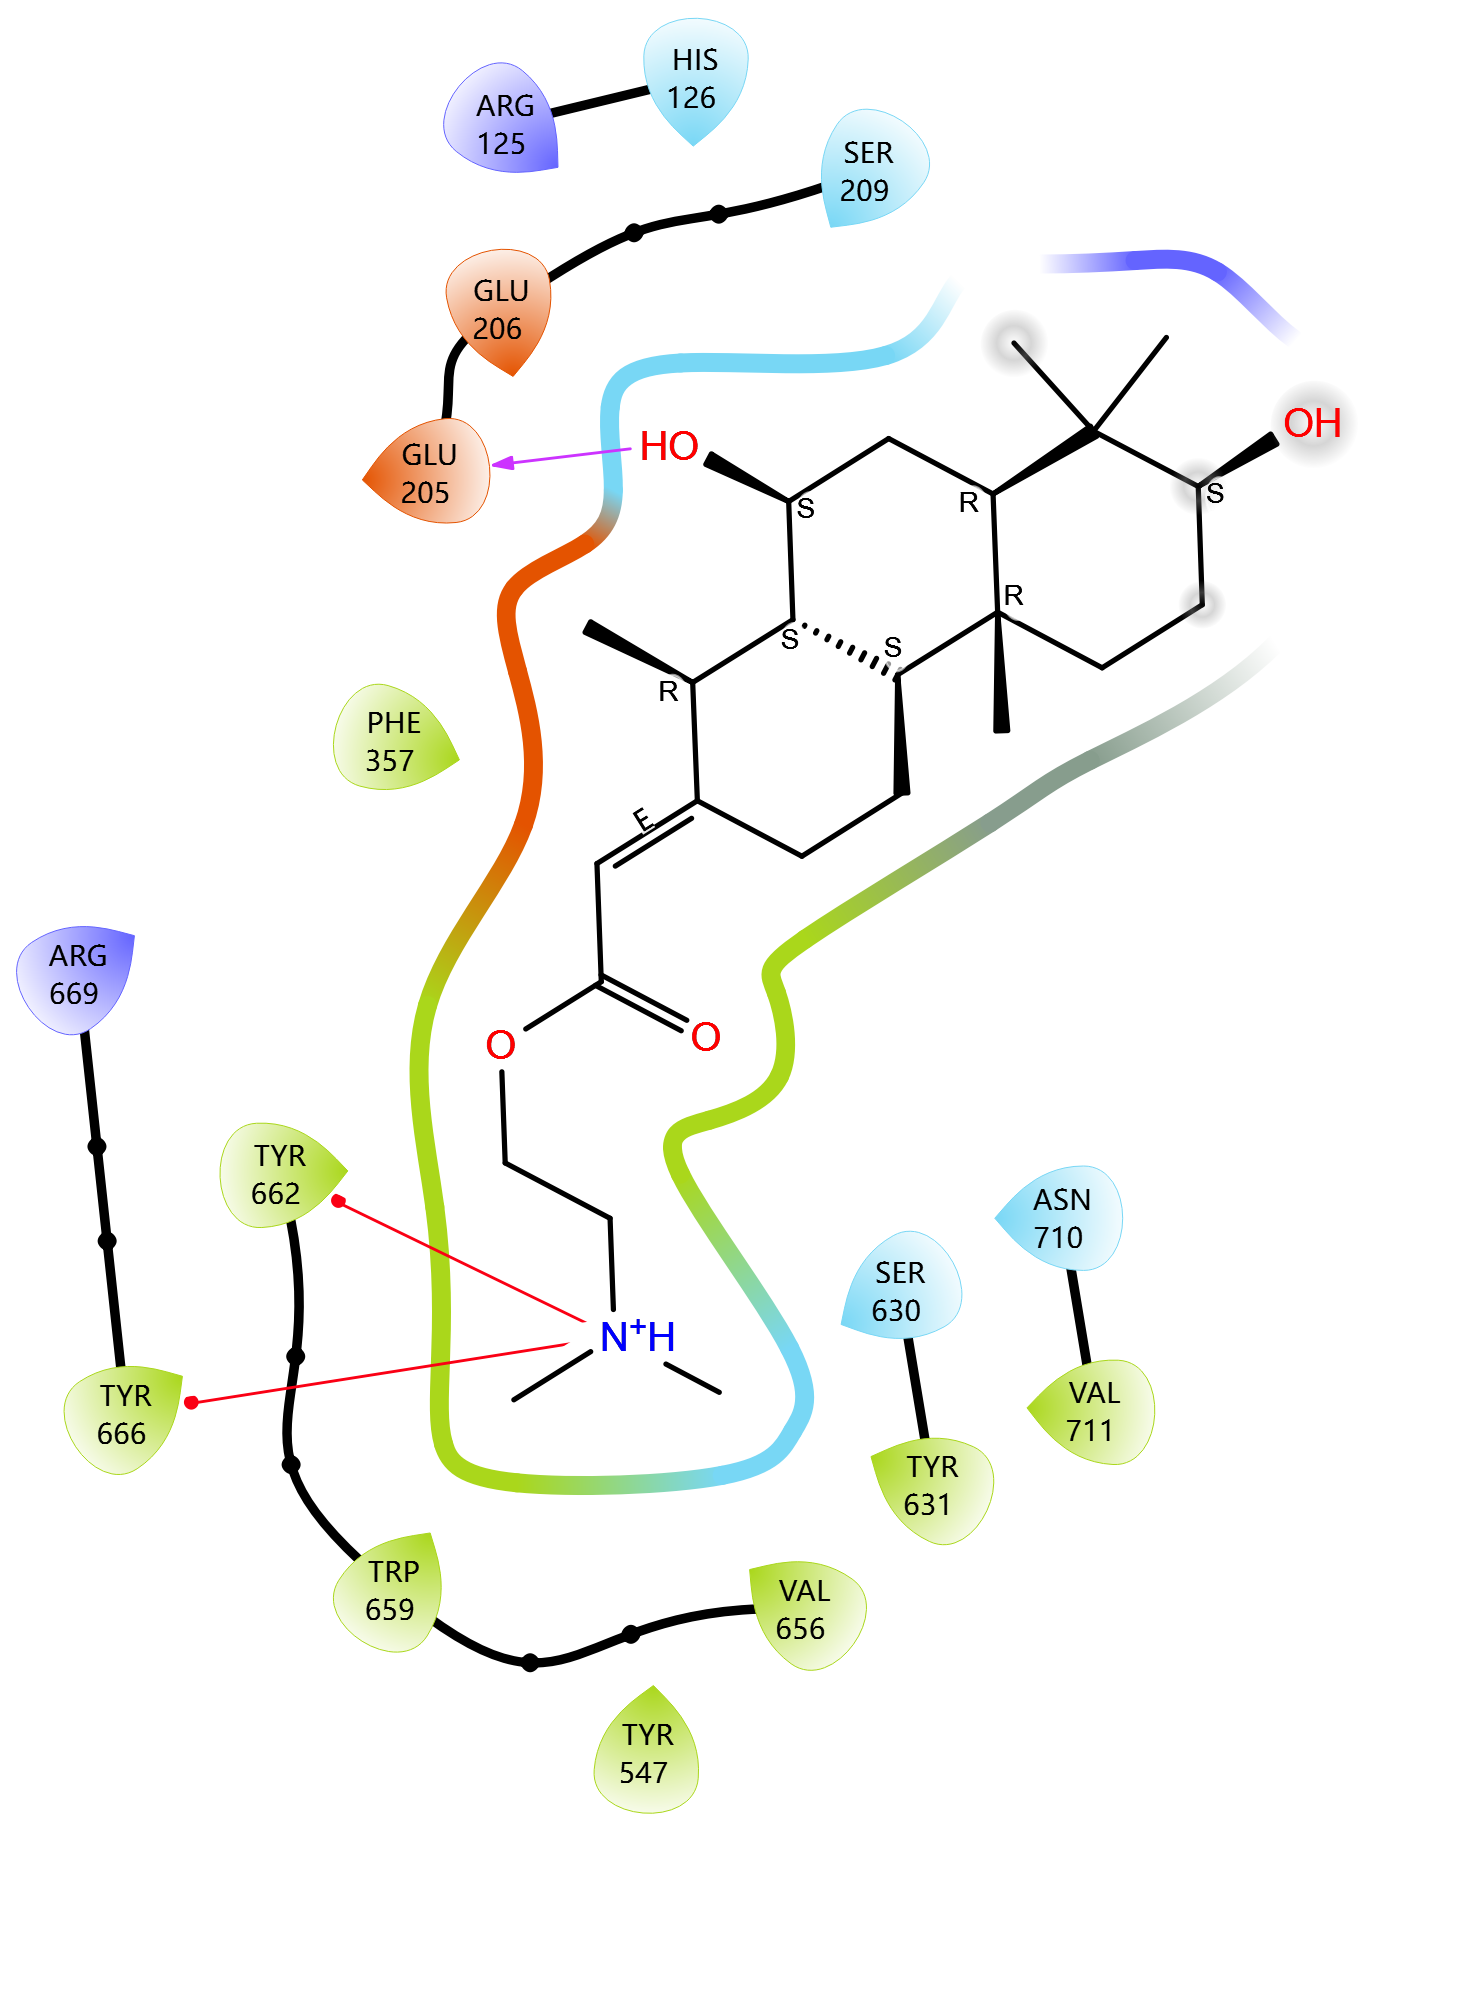 HIS
126
ARG
125
SER
209
GLU
206
GLU
205
HO
OH
S
S
R
R
S
S
R
E
PHE
357
ARG
669
O
O
TYR
662
ASN
710
SER
630
N+H
TYR
666
VAL
711
TYR
631
TRP
659
VAL
656
TYR
547